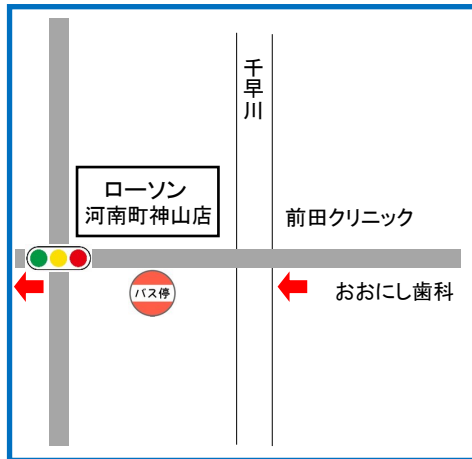 千早川
ローソン
河南町神山店
前田クリニック
バス停
おおにし歯科